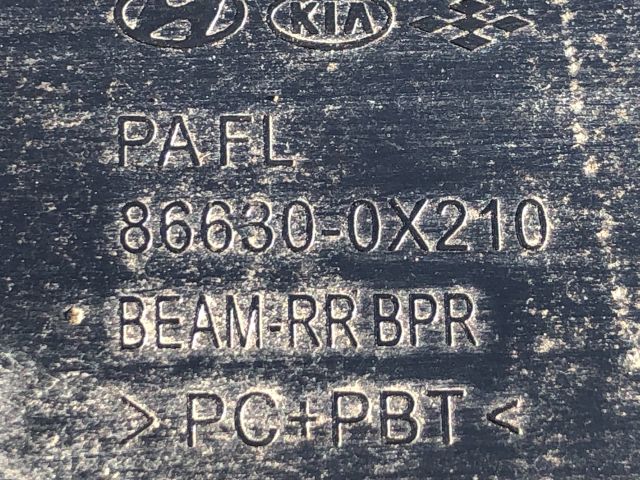 KIA
PA FL
86630-0X210
BEAM-RR BPR
>PC+PBT<